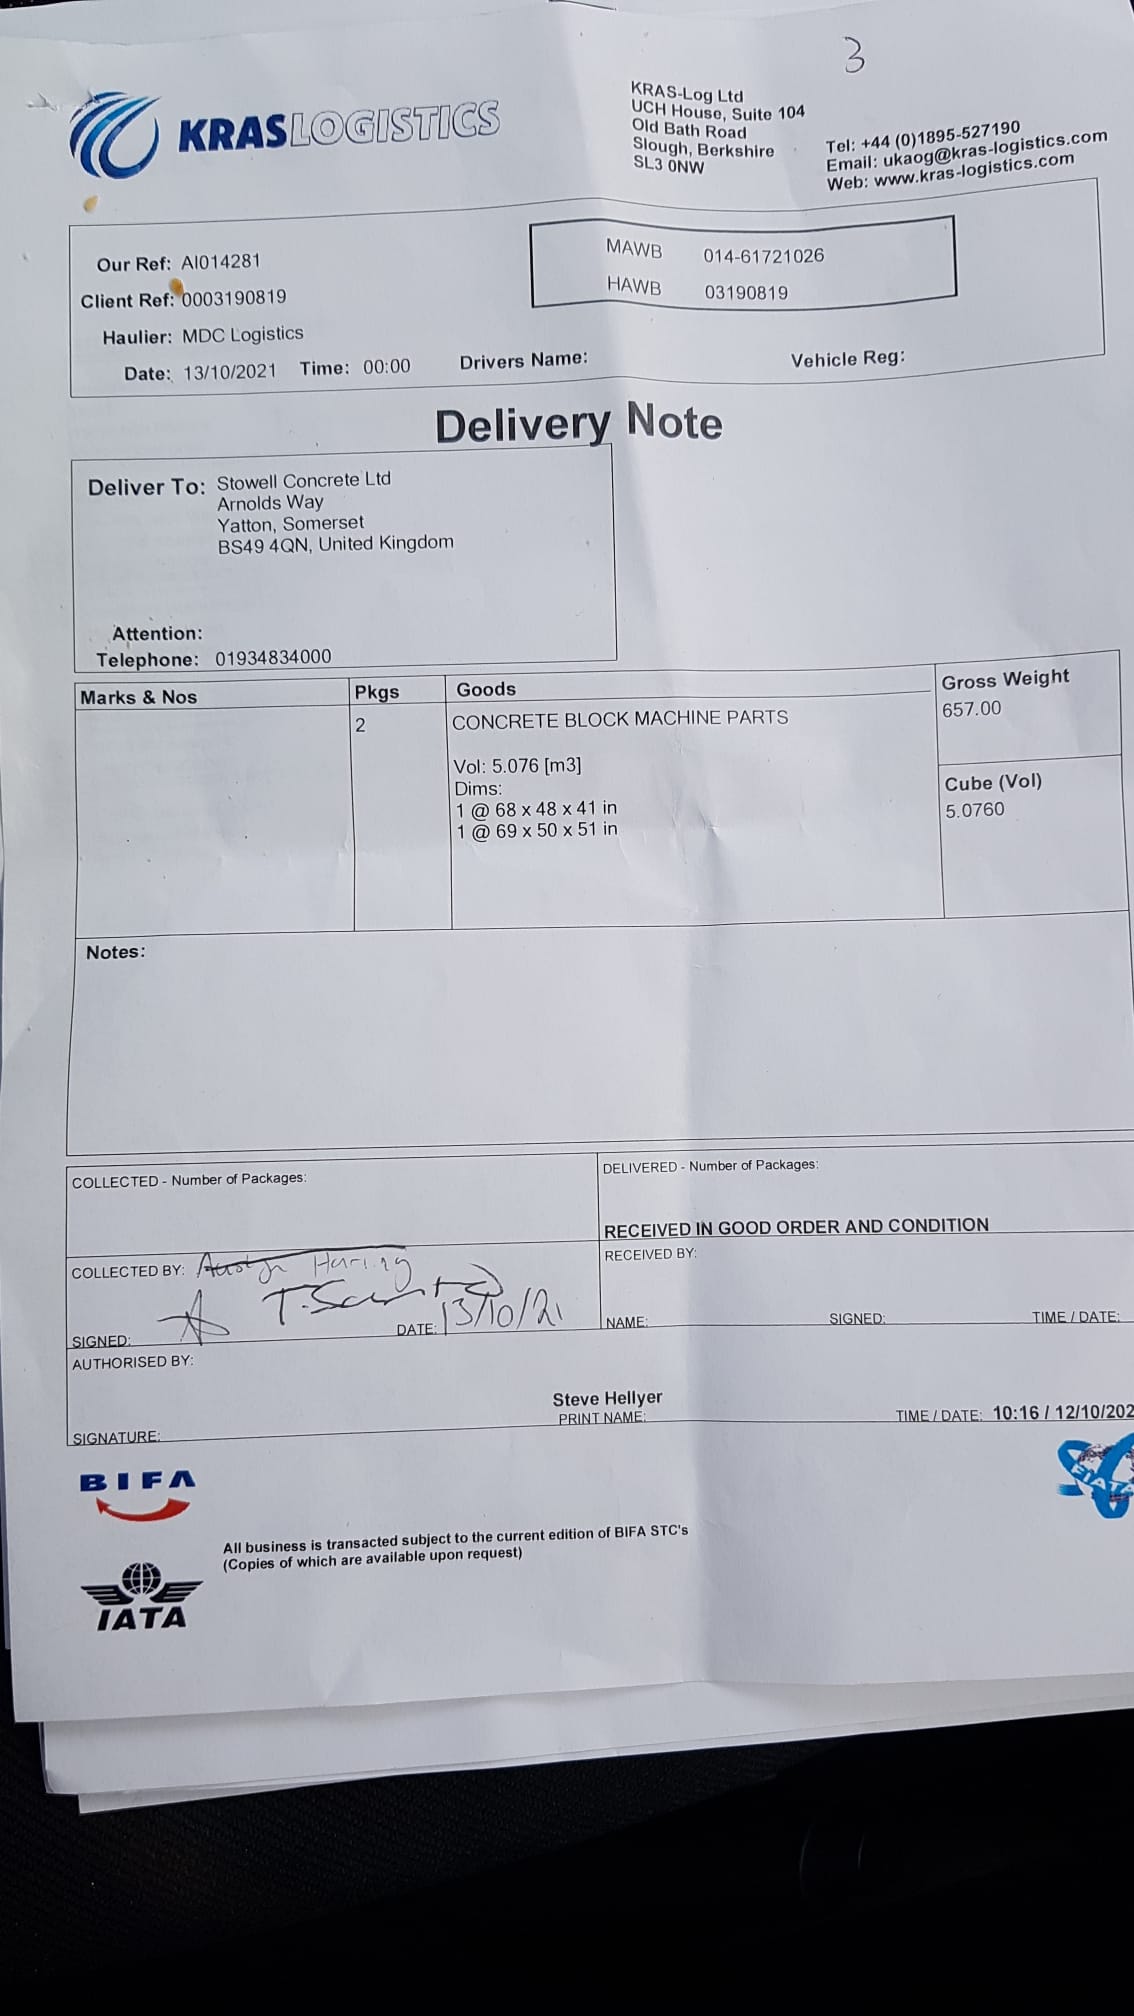 3
KRASLOGISTICS
KRAS-Log Ltd
UCH House, Suite 104
Old Bath Road
Slough, Berkshire
SL3 0NW
Tel: +44 (0)1895-527190
Email: ukaog@kras-logistics.com
Web: www.kras-logistics.com
Our Ref: AI014281
Client Ref: 0003190819
Haulier: MDC Logistics
Date: 13/10/2021 Time: 00:00 Drivers Name: Vehicle Reg:
MAWB 014-61721026
HAWB 03190819
Delivery Note
Deliver To: Stowell Concrete Ltd
Arnolds Way
Yatton, Somerset
BS49 4QN, United Kingdom
Attention:
Telephone: 01934834000
Marks & Nos Pkgs Goods Gross Weight
2 CONCRETE BLOCK MACHINE PARTS 657.00
Vol: 5.076 [m3]
Dims:
1 @ 68 x 48 x 41 in
1 @ 69 x 50 x 51 in
Cube (Vol)
5.0760
Notes:
COLLECTED - Number of Packages:
DELIVERED - Number of Packages:
RECEIVED IN GOOD ORDER AND CONDITION
COLLECTED BY:
RECEIVED BY:
SIGNED: DATE: 13/10/21
NAME: SIGNED: TIME / DATE:
AUTHORISED BY:
Steve Hellyer
SIGNATURE: PRINT NAME: TIME / DATE: 10:16 / 12/10/202
BIFA
FIATA
All business is transacted subject to the current edition of BIFA STC's
(Copies of which are available upon request)
IATA